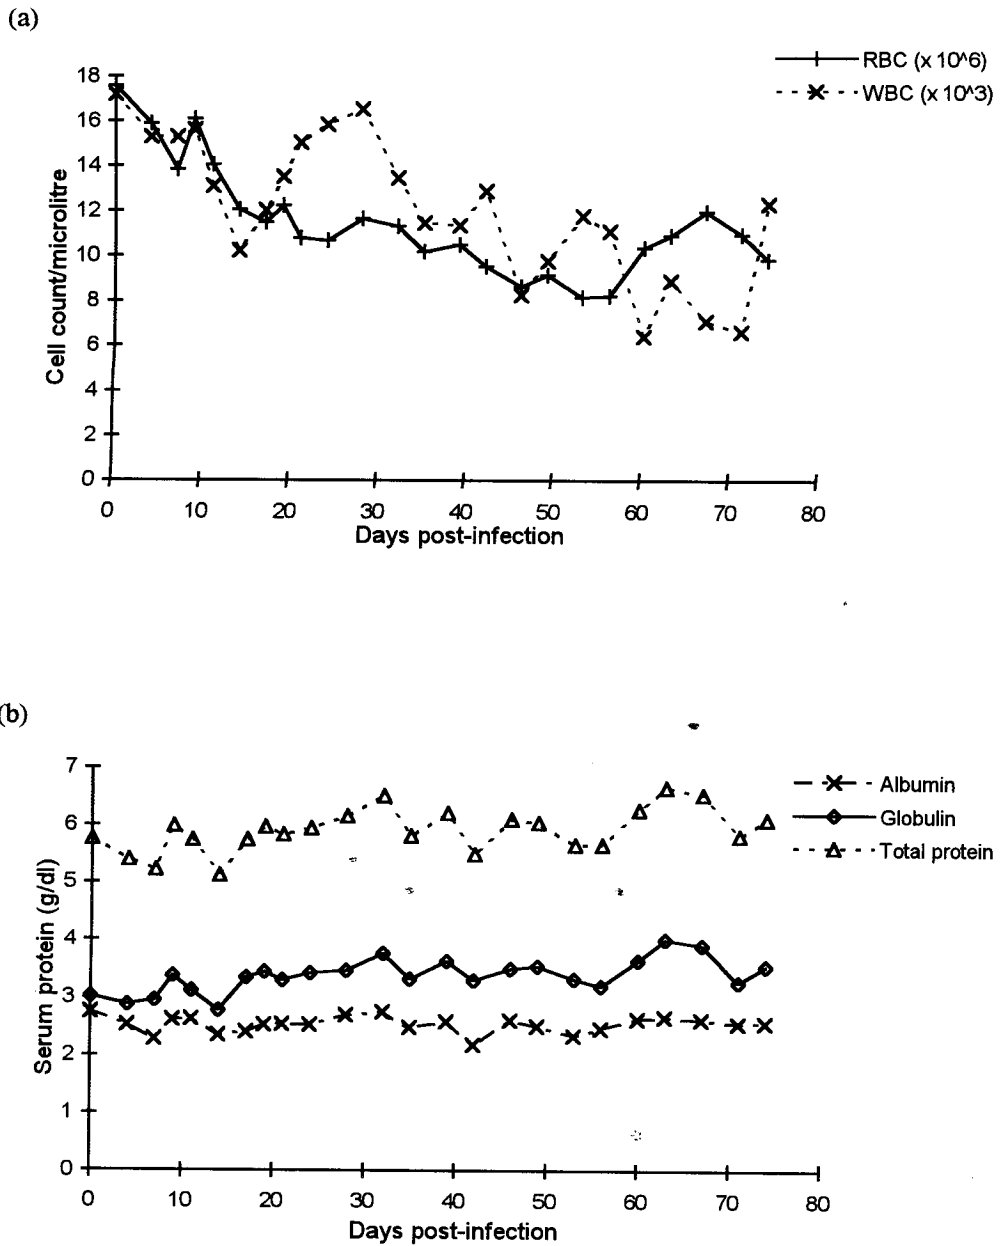 (a)
RBC (x 10^6)
WBC (x 10^3)
18
16
14
12
10
8
6
4
2
0
Cell count/microlitre
0 10 20 30 40 50 60 70 80
Days post-infection
(b)
Albumin
Globulin
Total protein
7
6
5
4
3
2
1
0
Serum protein (g/dl)
0 10 20 30 40 50 60 70 80
Days post-infection